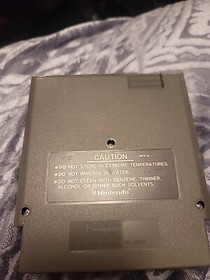 CAUTION
• DO NOT STORE IN EXTREME TEMPERATURES.
• DO NOT IMMERSE IN WATER.
• DO NOT CLEAN WITH BENZENE, THINNER,
ALCOHOL OR OTHER SUCH SOLVENTS.
Nintendo